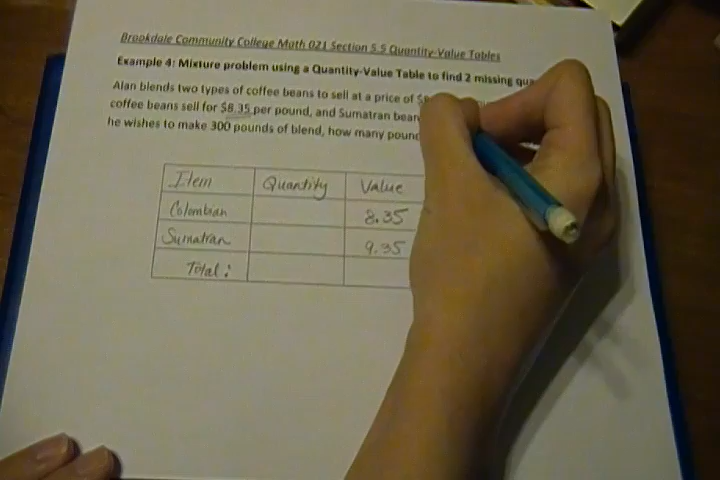 Brookdale Community College Math 021 Section 5.5 Quantity-Value Tables
Example 4: Mixture problem using a Quantity-Value Table to find 2 missing
Alan blends two types of coffee beans to sell at a price of
coffee beans sell for $8.35 per pound, and Sumatran
he wishes to make 300 pounds of blend, how many
Item Quantity Value
Colombian 8.35
Sumatran 9.35
Total: